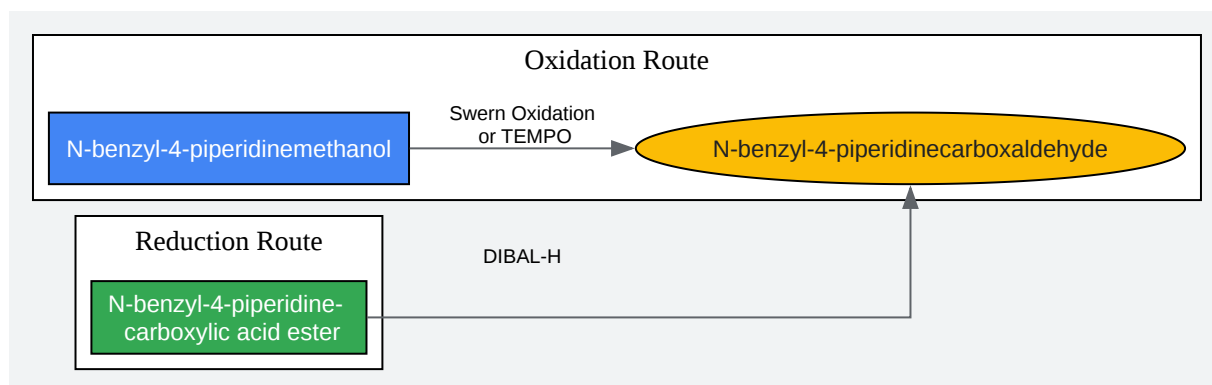 Oxidation Route
N-benzyl-4-piperidinemethanol
Swern Oxidation
or TEMPO
N-benzyl-4-piperidinecarboxaldehyde
Reduction Route
DIBAL-H
N-benzyl-4-piperidine-
carboxylic acid ester